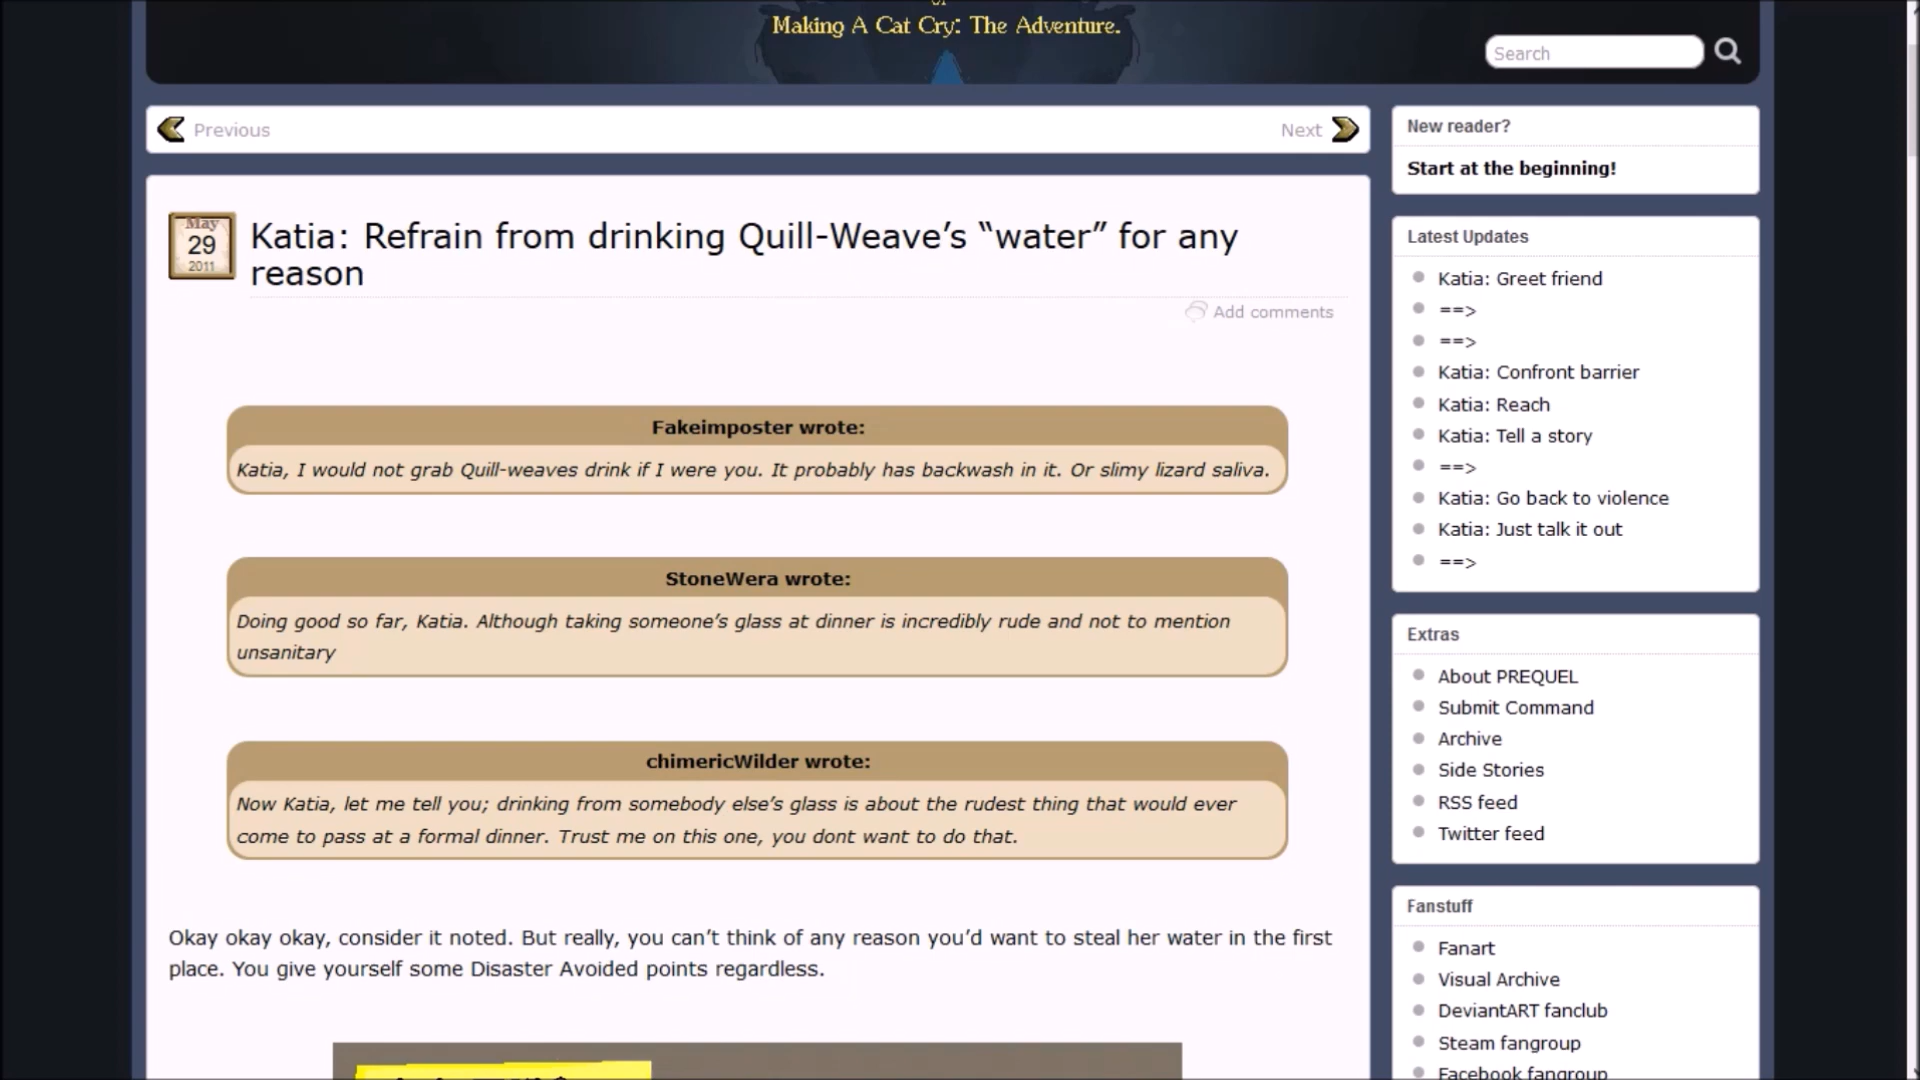 Making A Cat Cry: The Adventure.
Search
Previous
Next
New reader?
Start at the beginning!
May
29
2011
Katia: Refrain from drinking Quill-Weave’s “water” for any
reason
Add comments
Latest Updates
Katia: Greet friend
==>
==>
Katia: Confront barrier
Katia: Reach
Katia: Tell a story
==>
Katia: Go back to violence
Katia: Just talk it out
==>
Fakeimposter wrote:
Katia, I would not grab Quill-weaves drink if I were you. It probably has backwash in it. Or slimy lizard saliva.
StoneWera wrote:
Doing good so far, Katia. Although taking someone’s glass at dinner is incredibly rude and not to mention
unsanitary
chimericWilder wrote:
Now Katia, let me tell you; drinking from somebody else’s glass is about the rudest thing that would ever
come to pass at a formal dinner. Trust me on this one, you dont want to do that.
Okay okay okay, consider it noted. But really, you can’t think of any reason you’d want to steal her water in the first
place. You give yourself some Disaster Avoided points regardless.
Extras
About PREQUEL
Submit Command
Archive
Side Stories
RSS feed
Twitter feed
Fanstuff
Fanart
Visual Archive
DeviantART fanclub
Steam fangroup
Facebook fangroup